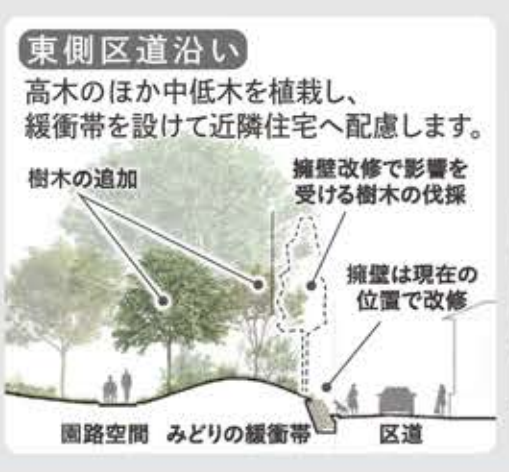 東側区道沿い
高木のほか中低木を植栽し、
緩衝帯を設けて近隣住宅へ配慮します。
樹木の追加
擁壁改修で影響を
受ける樹木の伐採
擁壁は現在の
位置で改修
園路空間 みどりの緩衝帯 区道